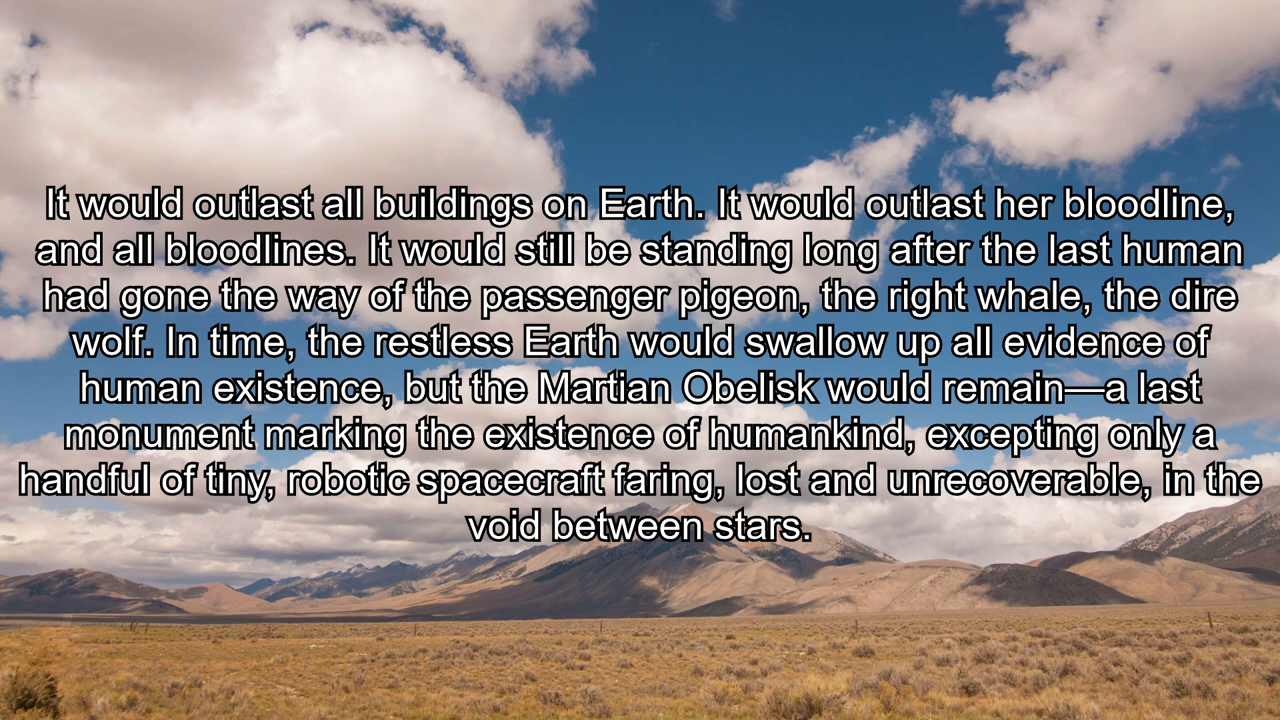 It would outlast all buildings on Earth. It would outlast her bloodline,
and all bloodlines. It would still be standing long after the last human
had gone the way of the passenger pigeon, the right whale, the dire
wolf. In time, the restless Earth would swallow up all evidence of
human existence, but the Martian Obelisk would remain—a last
monument marking the existence of humankind, excepting only a
handful of tiny, robotic spacecraft faring, lost and unrecoverable, in the
void between stars.